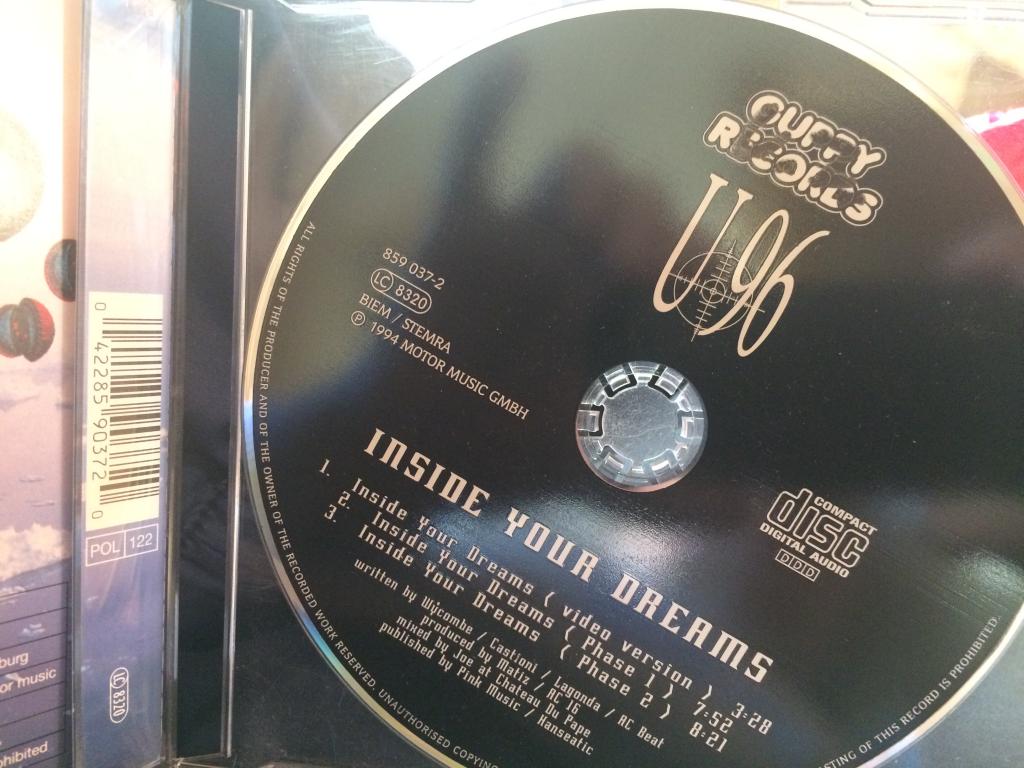 GUPPY
RECORDS
U96
859 037-2
LC 8320
BIEM / STEMRA
℗ 1994 MOTOR MUSIC GMBH
COMPACT
disc
DIGITAL AUDIO
DDD
INSIDE YOUR DREAMS
1. Inside Your Dreams ( video version ) 3:28
2. Inside Your Dreams ( Phase 1 ) 7:52
3. Inside Your Dreams ( Phase 2 ) 8:21
written by Wycombe / Castioni / Lagonda / AC Beat
produced by Matiz / AC 16
mixed by Joe at Chateau Du Pape
published by Pink Music / Hanseatic
ALL RIGHTS OF THE PRODUCER AND OF THE OWNER OF THE RECORDED WORK RESERVED. UNAUTHORISED COPYING
OF THIS RECORD IS PROHIBITED.
0 42285 90372 0
POL 122
LC 8320
burg
or music
ohibited